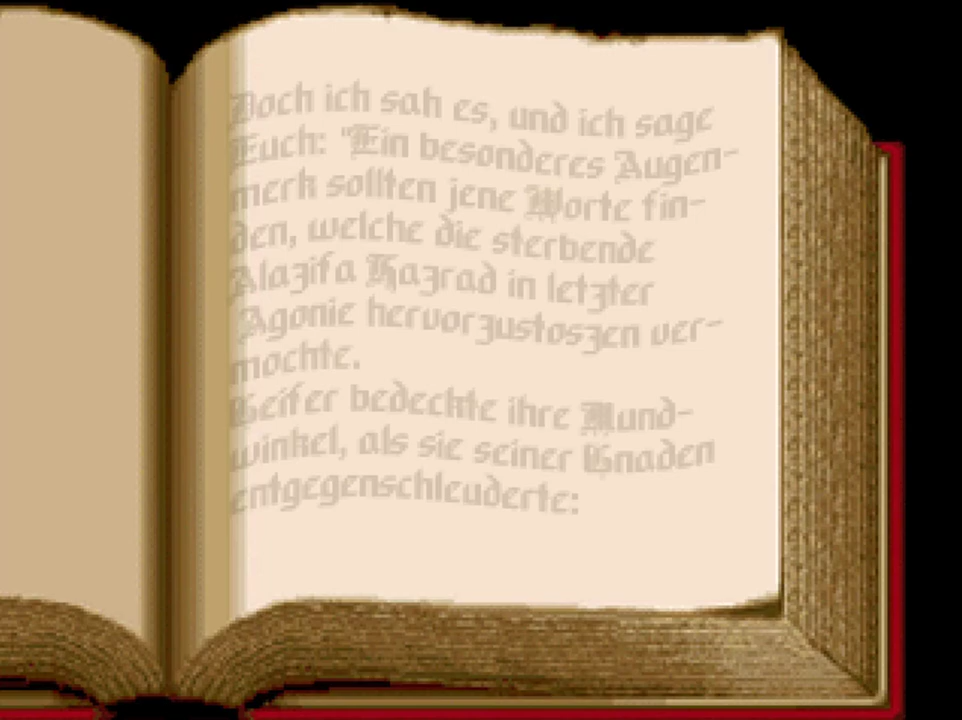 Doch ich sah es, und ich sage
Euch: "Ein besonderes Augen-
merk sollten jene Worte fin-
den, welche die sterbende
Alazifa Hazrad in letzter
Agonie hervorzustoszen ver-
mochte.
Geifer bedeckte ihre Mund-
winkel, als sie seiner Gnaden
entgegenschleuderte: